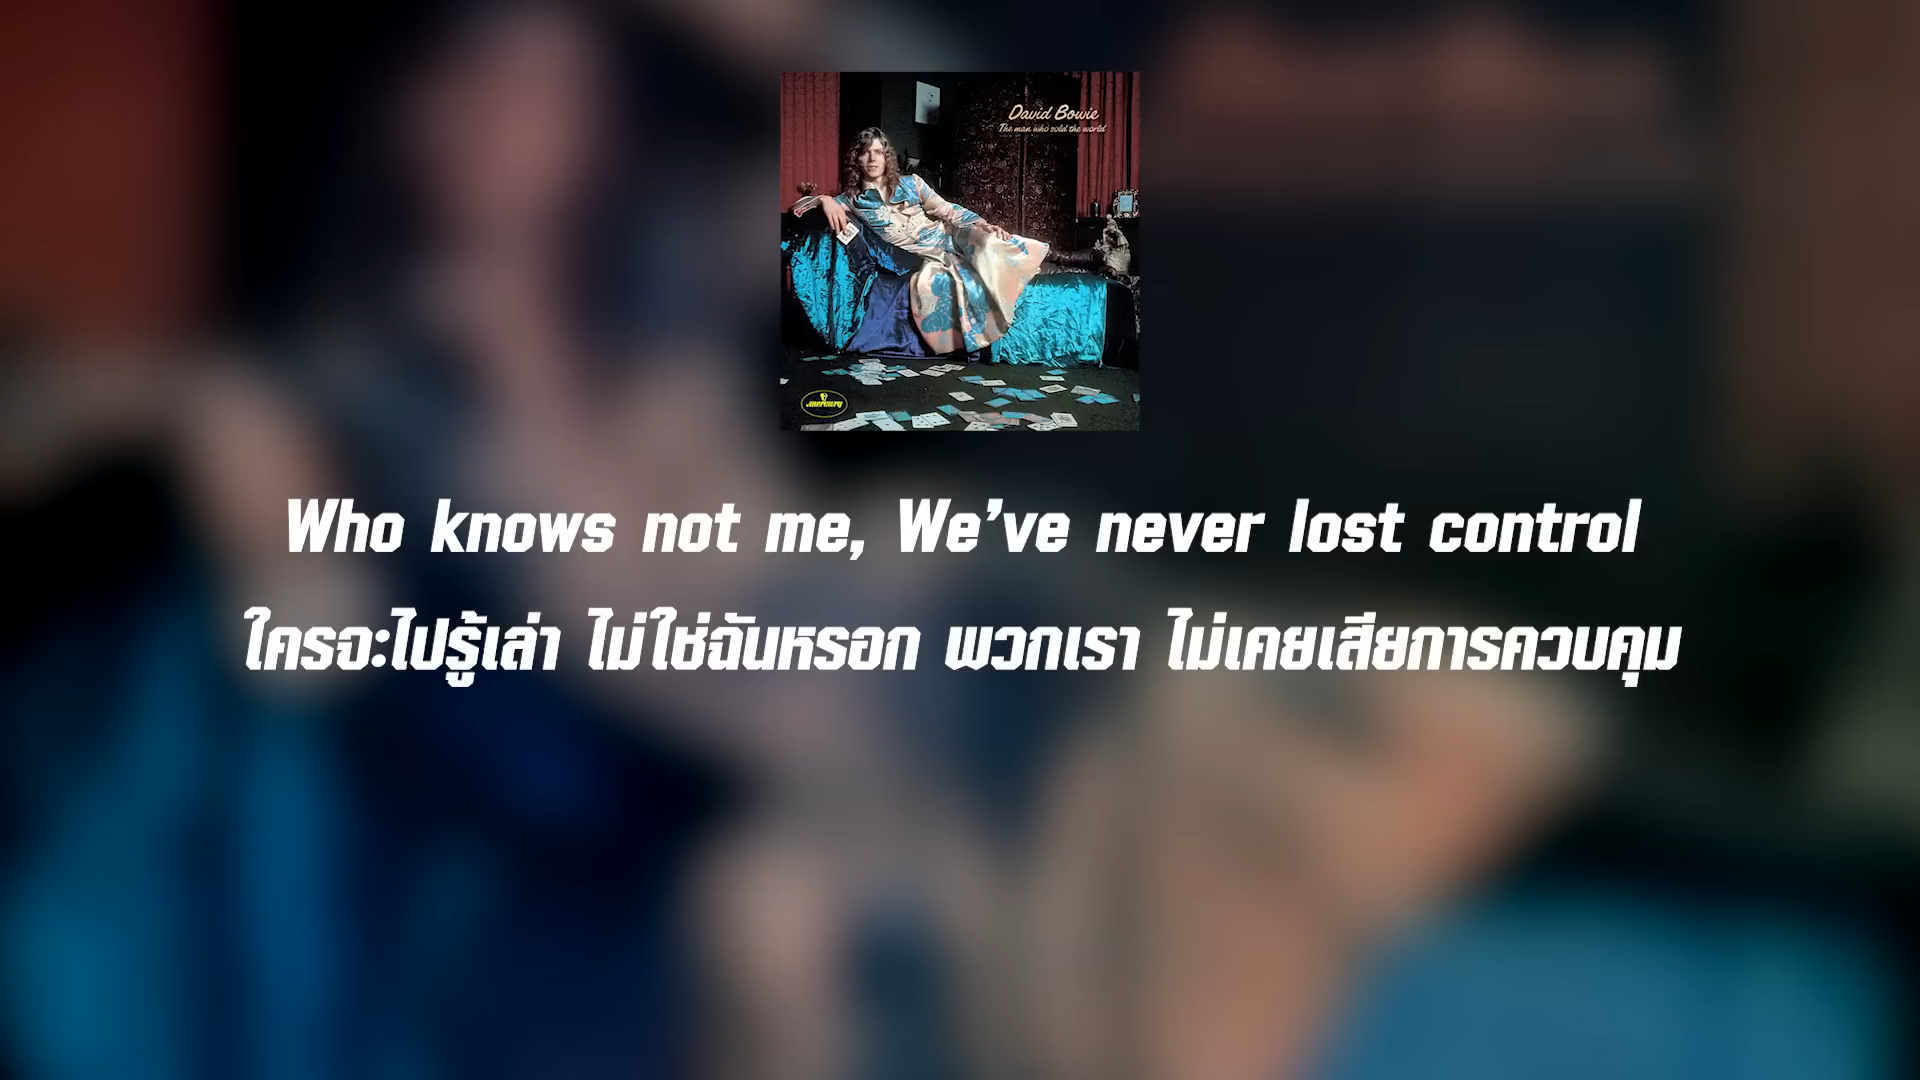 David Bowie
The man who sold the world
mercury
Who knows not me, We’ve never lost control
ใครจะไปรู้เล่า ไม่ใช่ฉันหรอก พวกเรา ไม่เคยเสียการควบคุม